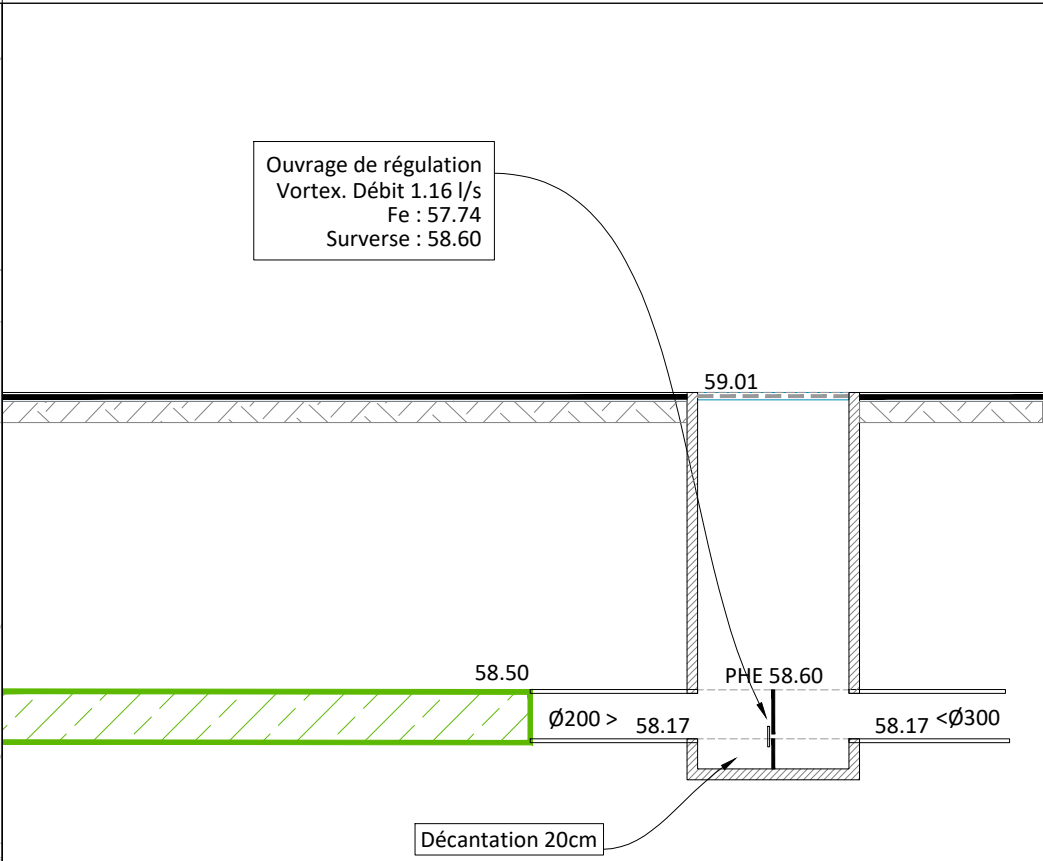 Ouvrage de régulation
Vortex. Débit 1.16 l/s
Fe : 57.74
Surverse : 58.60
59.01
58.50
PHE 58.60
Ø200 >
58.17
58.17
<Ø300
Décantation 20cm